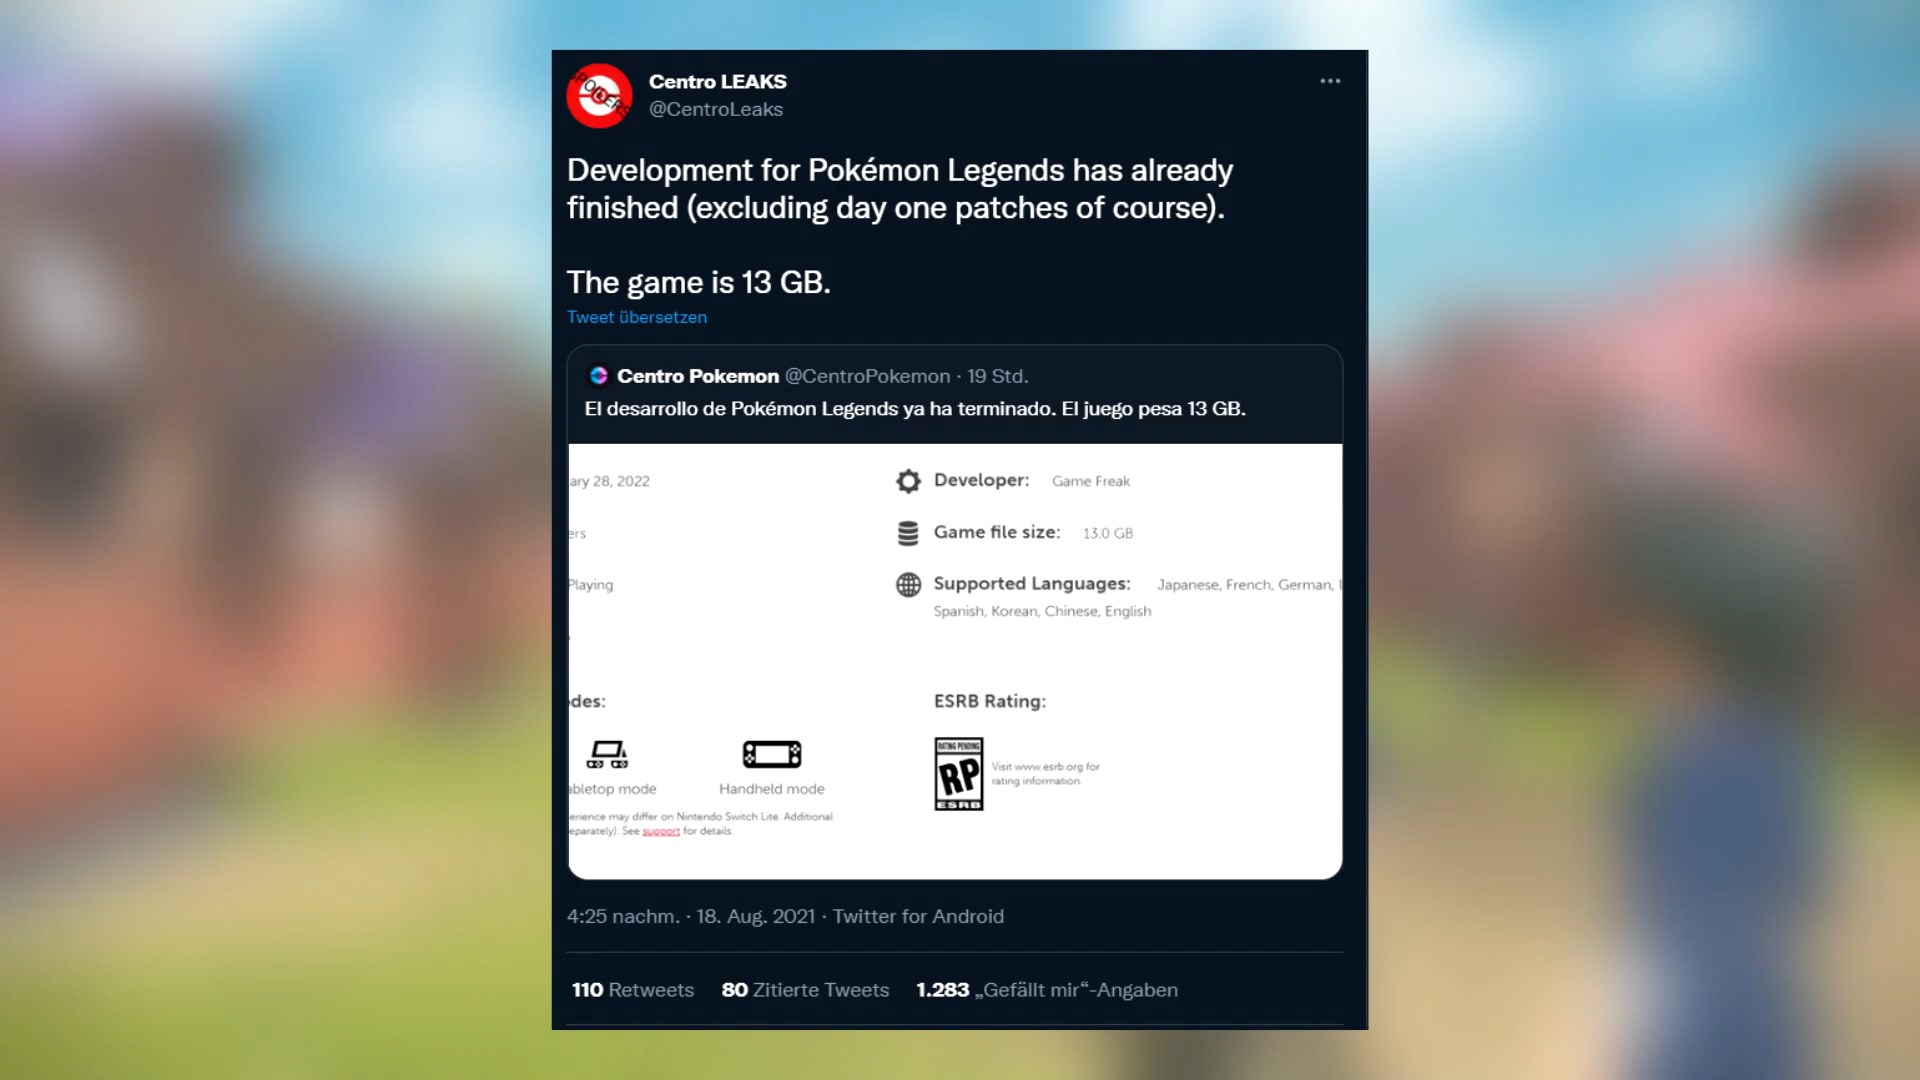 SPOILERS
Centro LEAKS
@CentroLeaks
Development for Pokémon Legends has already
finished (excluding day one patches of course).
The game is 13 GB.
Tweet übersetzen
Centro Pokemon @CentroPokemon · 19 Std.
El desarrollo de Pokémon Legends ya ha terminado. El juego pesa 13 GB.
ary 28, 2022
Developer: Game Freak
ers
Game file size: 13.0 GB
Playing
Supported Languages: Japanese, French, German, I
Spanish, Korean, Chinese, English
odes:
ESRB Rating:
RATING PENDING
RP
ESRB
Visit www.esrb.org for
rating information.
abletop mode
Handheld mode
erience may differ on Nintendo Switch Lite. Additional
eparately). See support for details.
4:25 nachm. · 18. Aug. 2021 · Twitter for Android
110 Retweets 80 Zitierte Tweets 1.283 „Gefällt mir“-Angaben